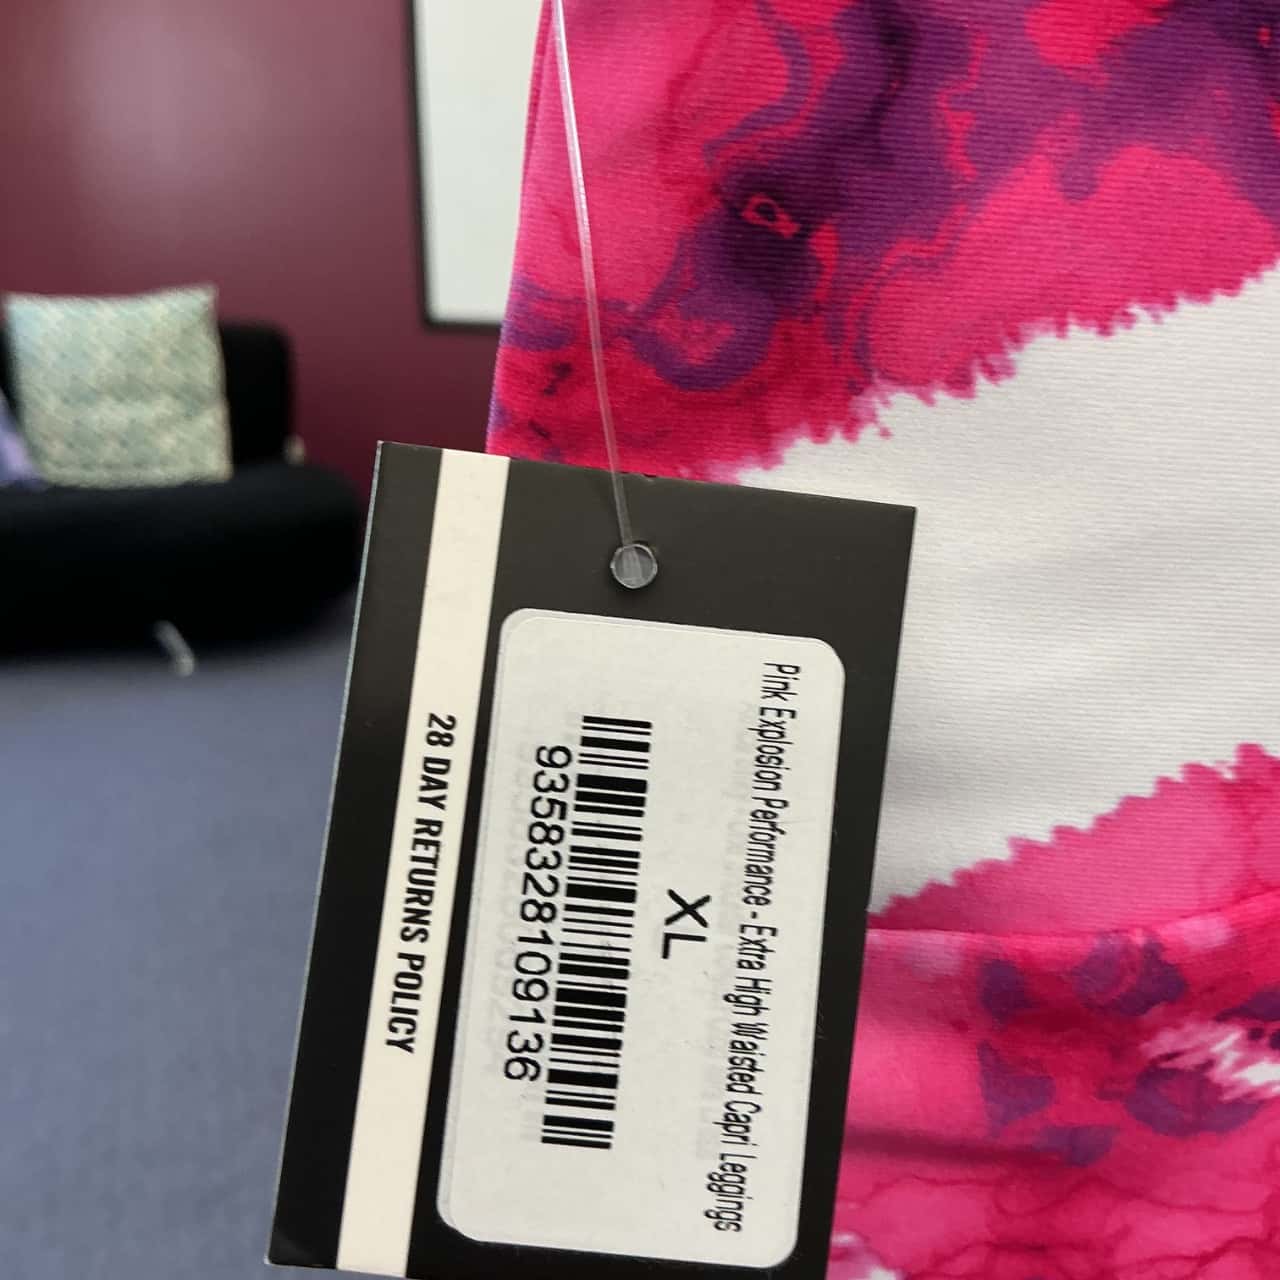 Pink Explosion Performance - Extra High Waisted Capri Leggings
XL
9358328109136
28 DAY RETURNS POLICY